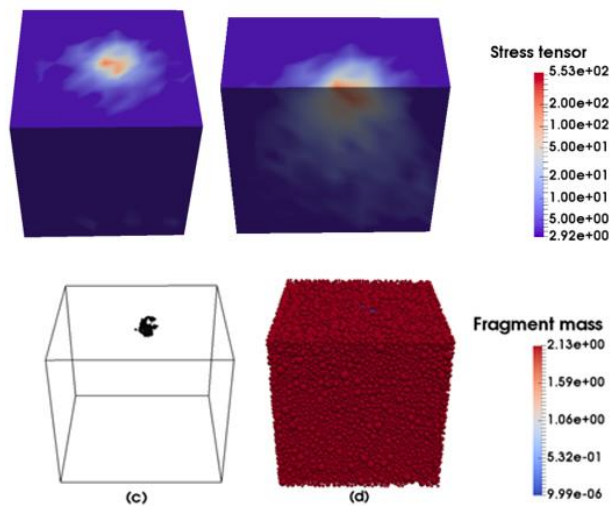 Stress tensor
5.53e+02
2.00e+02
1.00e+02
5.00e+01
2.00e+01
1.00e+01
5.00e+00
2.92e+00
Fragment mass
2.13e+00
1.59e+00
1.06e+00
5.32e-01
9.99e-06
(c)
(d)